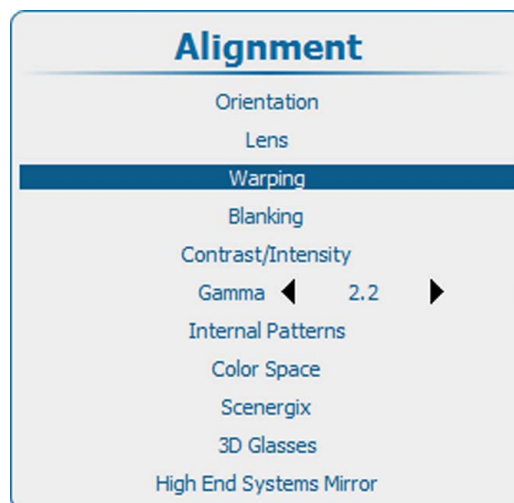 Alignment
Orientation
Lens
Warping
Blanking
Contrast/Intensity
Gamma 2.2
Internal Patterns
Color Space
Scenergix
3D Glasses
High End Systems Mirror